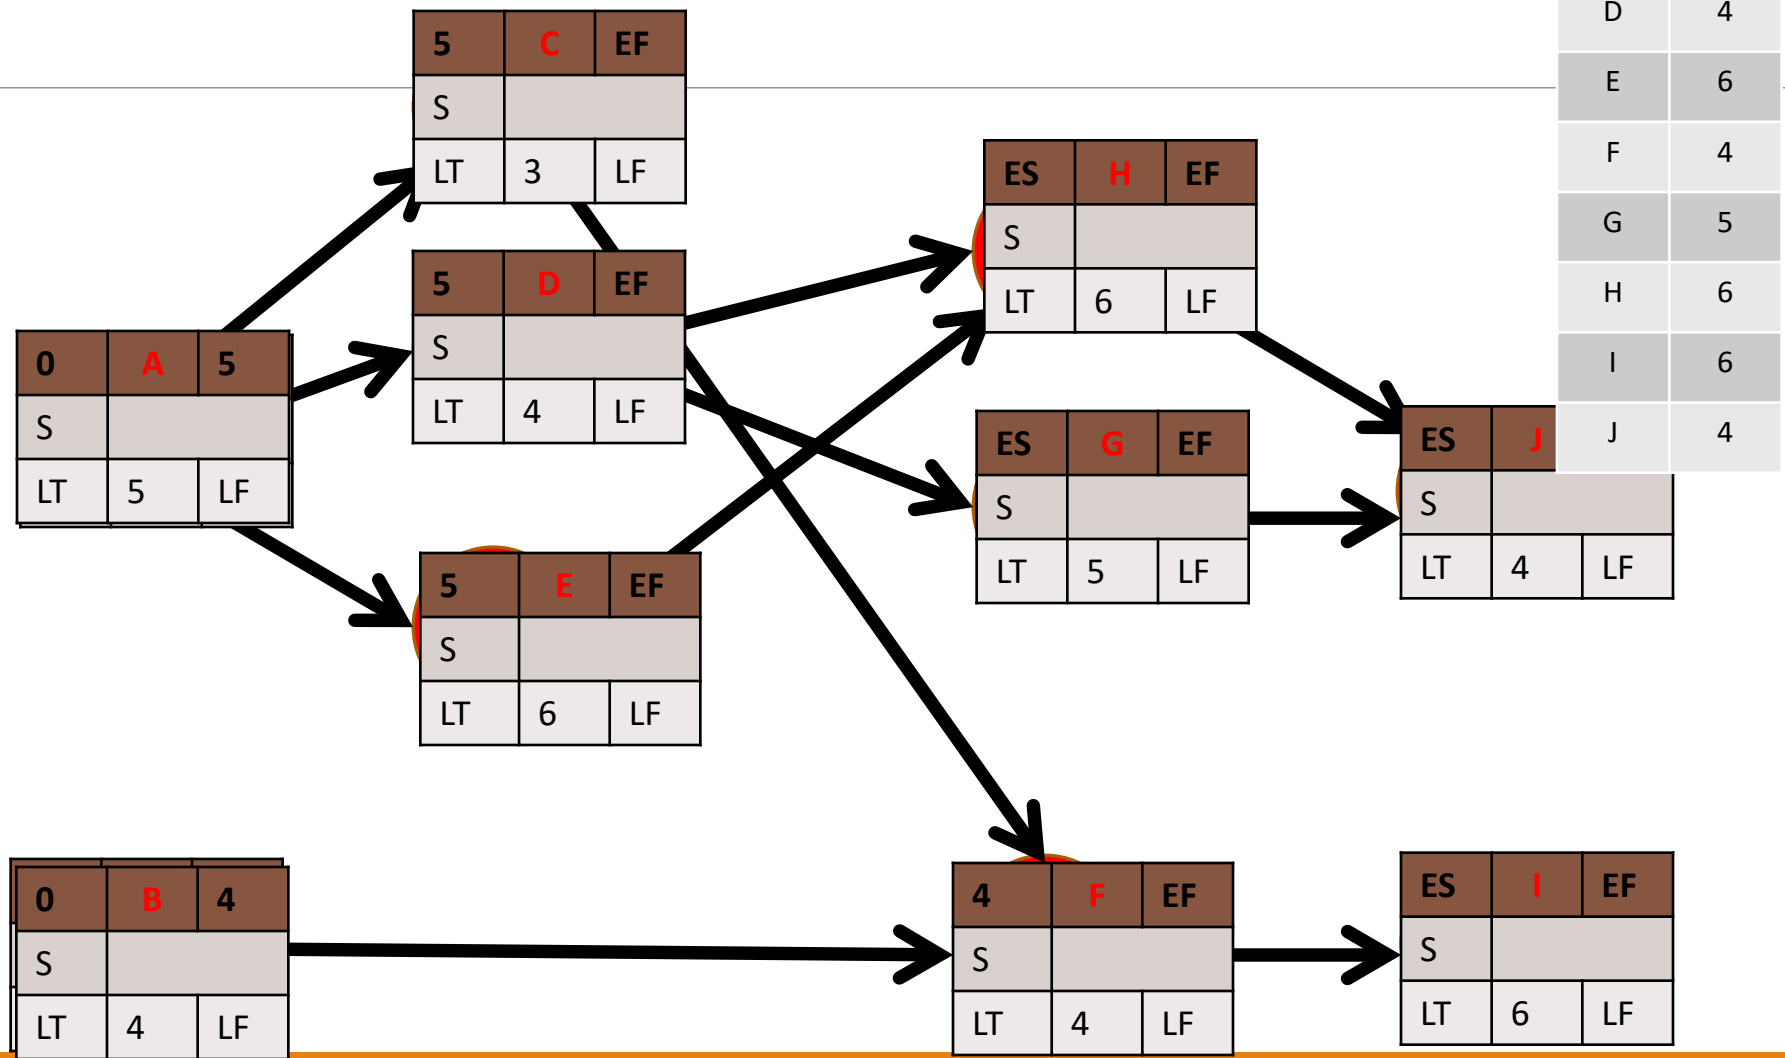 5 C EF
S
LT 3 LF
5 D EF
S
LT 4 LF
0 A 5
S
LT 5 LF
5 E EF
S
LT 6 LF
0 B 4
S
LT 4 LF
ES H EF
S
LT 6 LF
ES G EF
S
LT 5 LF
4 F EF
S
LT 4 LF
ES J
S
LT 4 LF
ES I EF
S
LT 6 LF
D 4
E 6
F 4
G 5
H 6
I 6
J 4